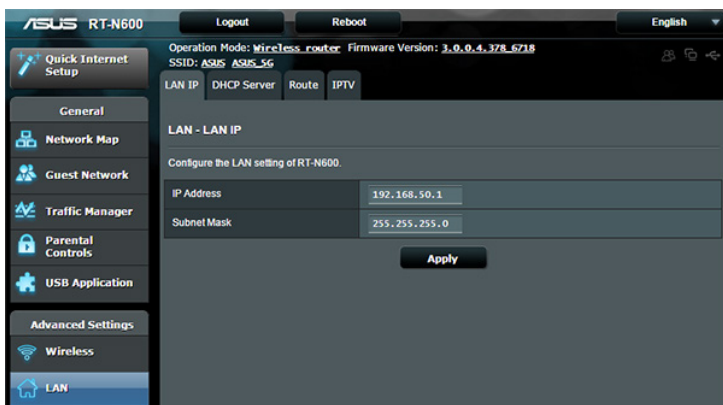 ASUS RT-N600 Logout Reboot English
Quick Internet Setup
Operation Mode: Wireless router Firmware Version: 3.0.0.4.378_6718
SSID: ASUS ASUS_5G
LAN IP DHCP Server Route IPTV
General
Network Map
Guest Network
Traffic Manager
Parental Controls
USB Application
Advanced Settings
Wireless
LAN
LAN - LAN IP
Configure the LAN setting of RT-N600.
IP Address 192.168.50.1
Subnet Mask 255.255.255.0
Apply